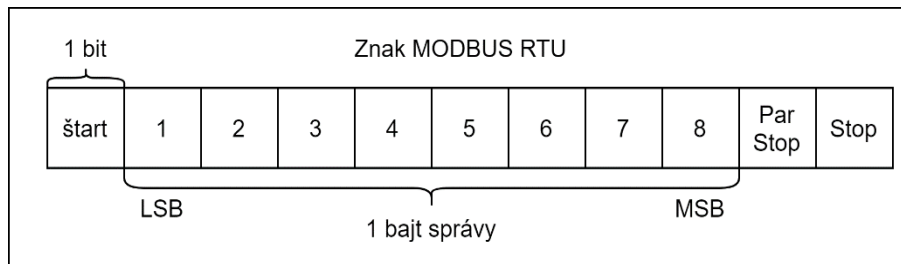 1 bit
Znak MODBUS RTU
štart 1 2 3 4 5 6 7 8 Par Stop Stop
LSB
MSB
1 bajt správy